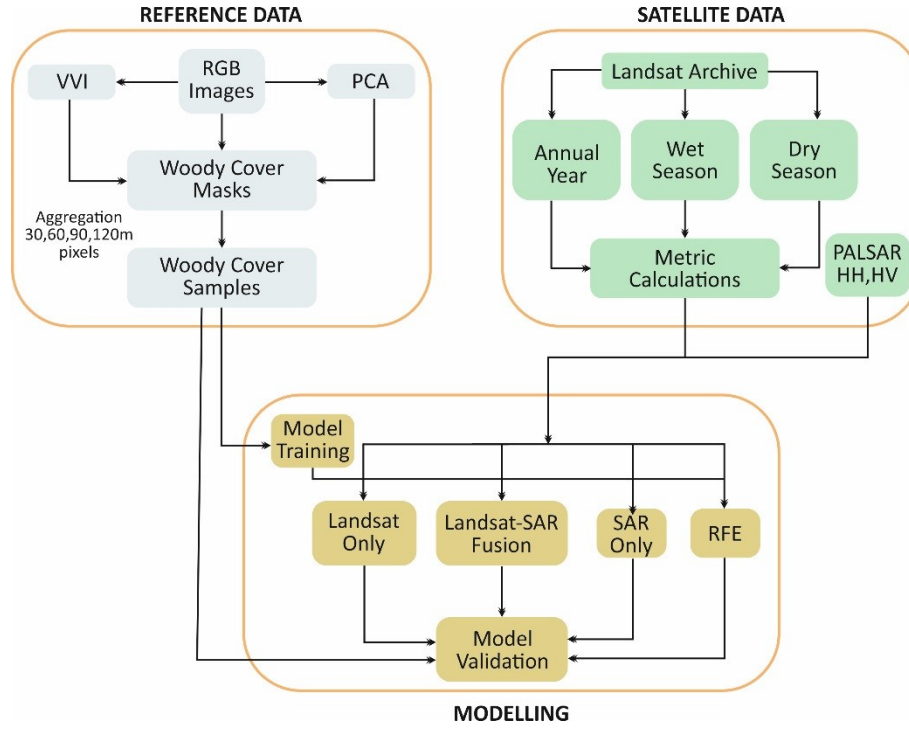 REFERENCE DATA
VVI
RGB
Images
PCA
Woody Cover
Masks
Aggregation
30,60,90,120m
pixels
Woody Cover
Samples
SATELLITE DATA
Landsat Archive
Annual
Year
Wet
Season
Dry
Season
Metric
Calculations
PALSAR
HH,HV
Model
Training
Landsat
Only
Landsat-SAR
Fusion
SAR
Only
RFE
Model
Validation
MODELLING